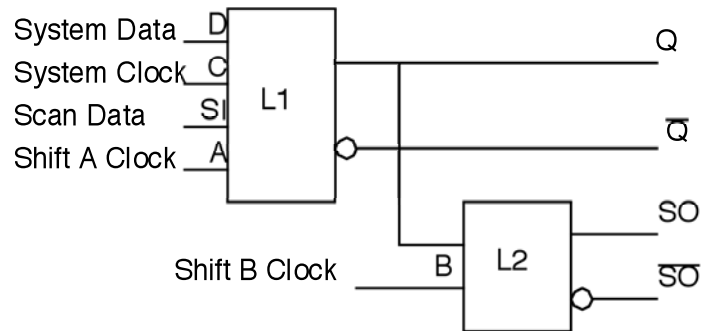 System Data D
System Clock C
Scan Data SI
Shift A Clock A
L1
Q
Q̅
Shift B Clock B
L2
SO
S̅O̅